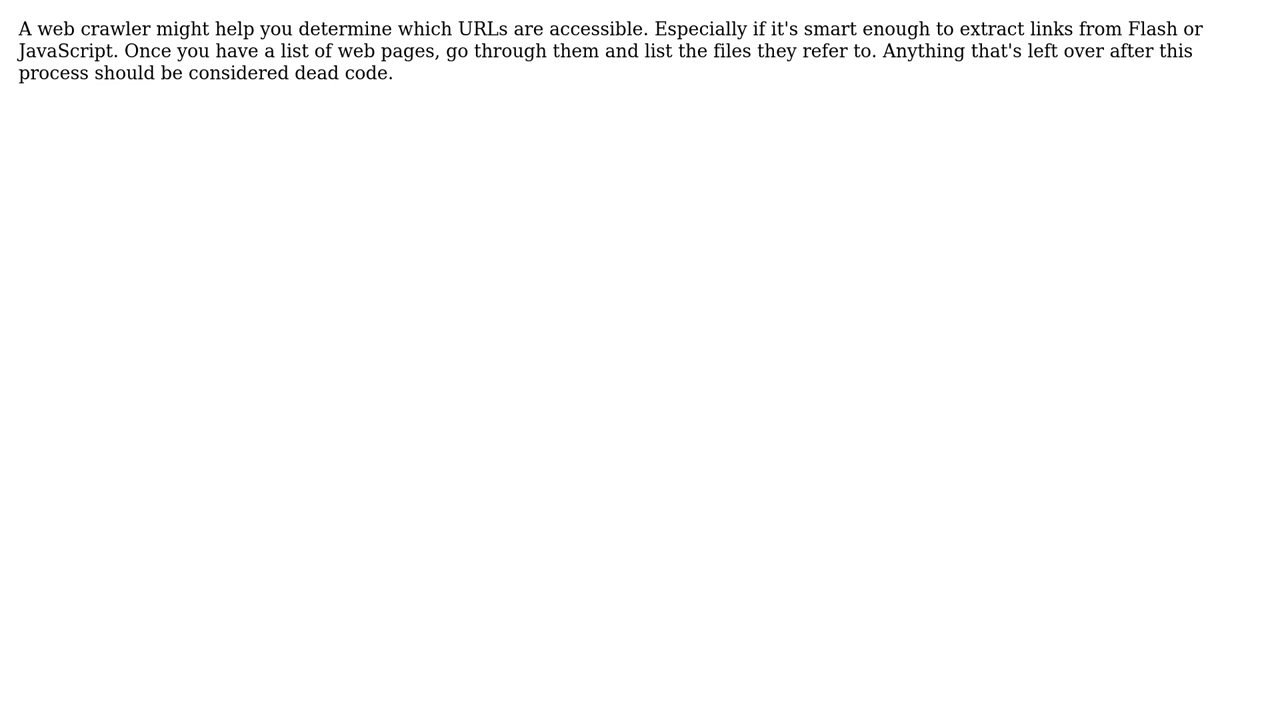 A web crawler might help you determine which URLs are accessible. Especially if it's smart enough to extract links from Flash or
JavaScript. Once you have a list of web pages, go through them and list the files they refer to. Anything that's left over after this
process should be considered dead code.